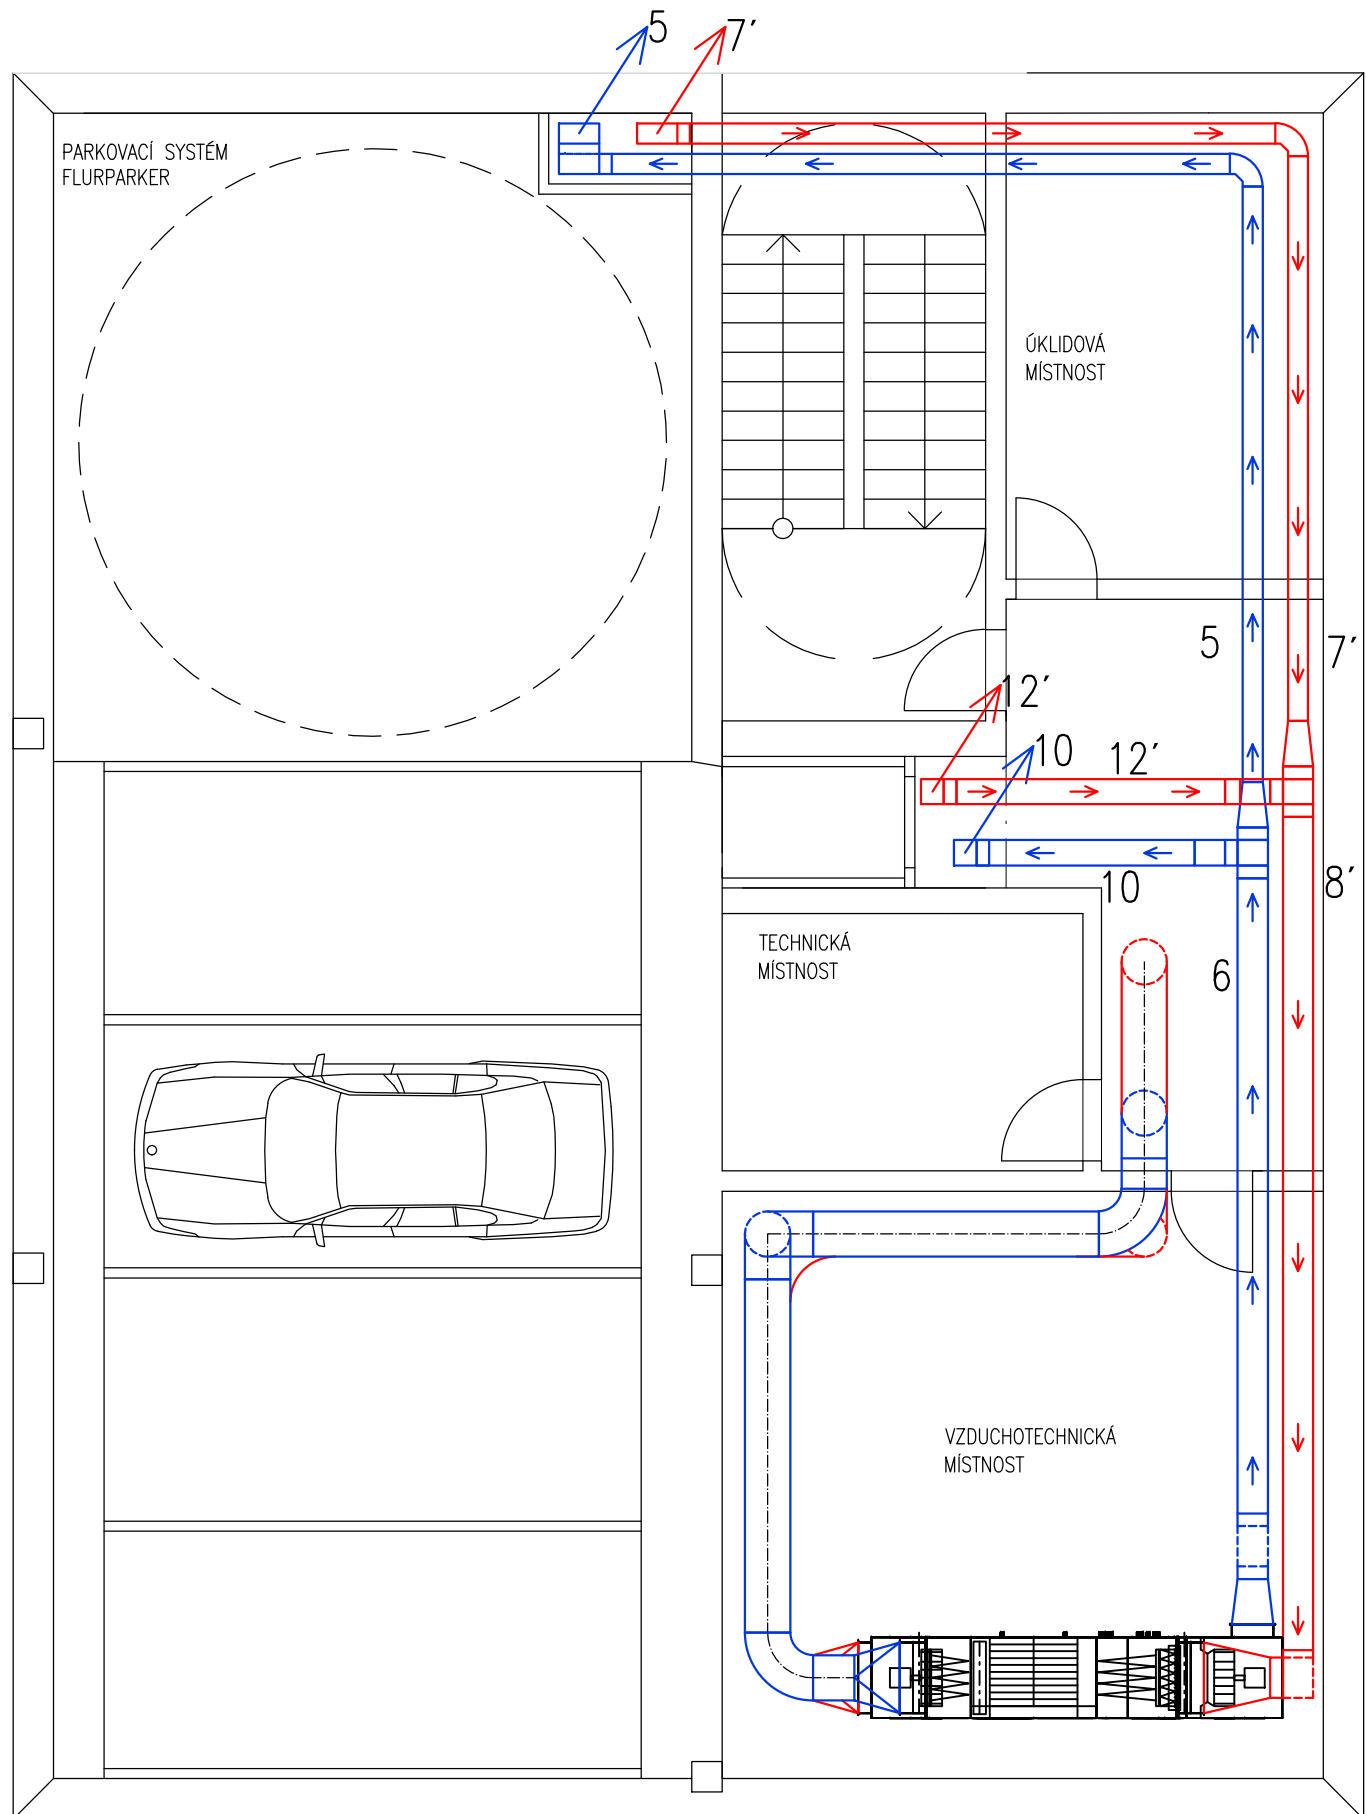 5
7′
PARKOVACÍ SYSTÉM
FLURPARKER
ÚKLIDOVÁ
MÍSTNOST
5
7′
12′
10
12′
10
8′
TECHNICKÁ
MÍSTNOST
6
VZDUCHOTECHNICKÁ
MÍSTNOST